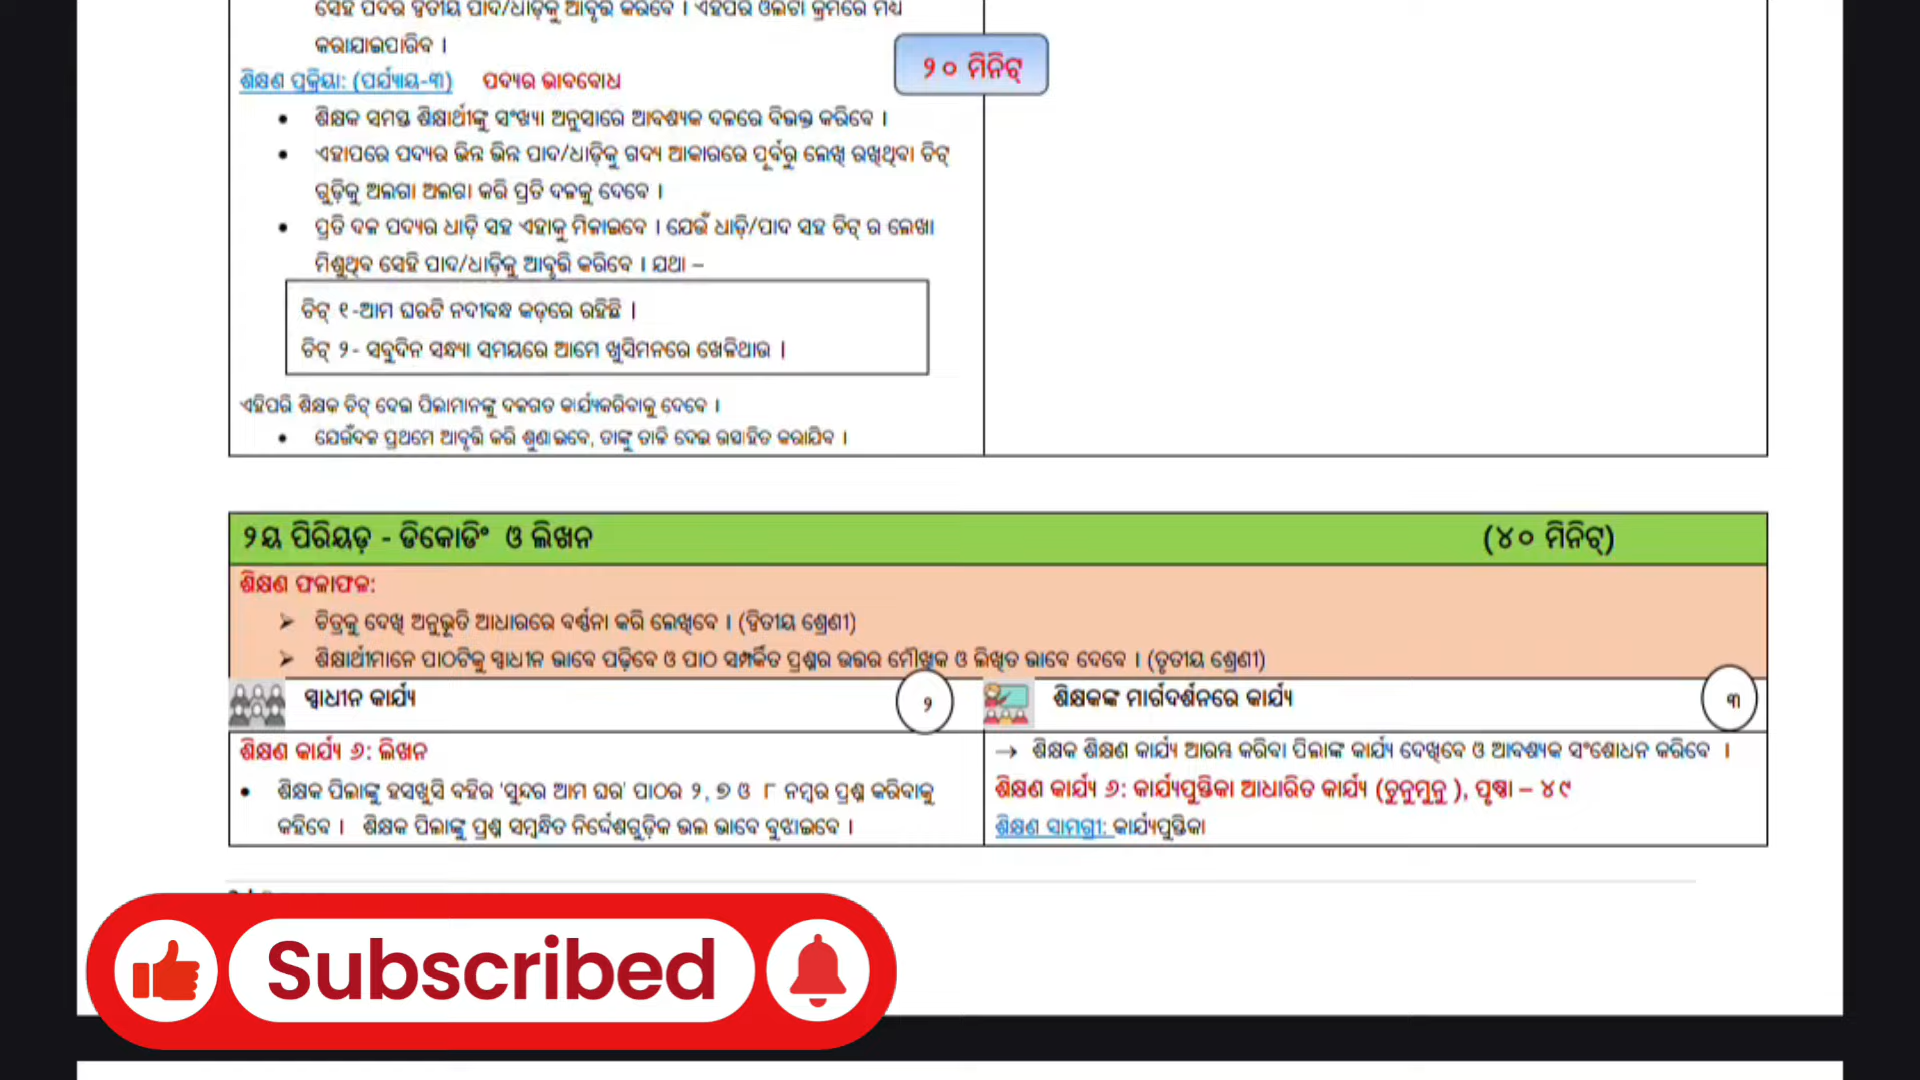 ସେହି ପଦର ଦ୍ୱିତୀୟ ପାଦ/ଧାଡ଼ିକୁ ଆବୃତ୍ତି କରିବେ । ଏହିପରି ଓଲଟା କ୍ରମରେ ମଧ୍ୟ
କରାଯାଇପାରିବ ।
୨୦ ମିନିଟ୍
ଶିକ୍ଷଣ ପ୍ରକ୍ରିୟା: (ପର୍ଯ୍ୟାୟ-୩) ପଦ୍ୟର ଭାବବୋଧ
• ଶିକ୍ଷକ ସମସ୍ତ ଶିକ୍ଷାର୍ଥୀଙ୍କୁ ସଂଖ୍ୟା ଅନୁସାରେ ଆବଶ୍ୟକ ଦଳରେ ବିଭକ୍ତ କରିବେ ।
• ଏହାପରେ ପଦ୍ୟର ଭିନ୍ନ ଭିନ୍ନ ପାଦ/ଧାଡ଼ିକୁ ଗଦ୍ୟ ଆକାରରେ ପୂର୍ବରୁ ଲେଖି ରଖିଥିବା ଚିଟ୍
ଗୁଡ଼ିକୁ ଅଲଗା ଅଲଗା କରି ପ୍ରତି ଦଳକୁ ଦେବେ ।
• ପ୍ରତି ଦଳ ପଦ୍ୟର ଧାଡ଼ି ସହ ଏହାକୁ ମିଳାଇବେ । ଯେଉଁ ଧାଡ଼ି/ପାଦ ସହ ଚିଟ୍ ର ଲେଖା
ମିଶୁଥିବ ସେହି ପାଦ/ଧାଡ଼ିକୁ ଆବୃତ୍ତି କରିବେ । ଯଥା –
ଚିଟ୍ ୧ -ଆମ ଘରଟି ନଦୀବନ୍ଧ କଡ଼ରେ ରହିଛି ।
ଚିଟ୍ ୨ - ସବୁଦିନ ସନ୍ଧ୍ୟା ସମୟରେ ଆମେ ଖୁସିମନରେ ଖେଳିଥାଉ ।
ଏହିପରି ଶିକ୍ଷକ ଚିଟ୍ ଦେଇ ପିଲାମାନଙ୍କୁ ଦଳଗତ କାର୍ଯ୍ୟକରିବାକୁ ଦେବେ ।
• ଯେଉଁଦଳ ପ୍ରଥମେ ଆବୃତ୍ତି କରି ଶୁଣାଇବେ, ତାଙ୍କୁ ତାଳି ଦେଇ ଉସାହିତ କରାଯିବ ।
୨ୟ ପିରିୟଡ଼ - ଡିକୋଡିଂ ଓ ଲିଖନ (୪୦ ମିନିଟ୍)
ଶିକ୍ଷଣ ଫଳାଫଳ:
➢ ଚିତ୍ରକୁ ଦେଖି ଅନୁଭୂତି ଆଧାରରେ ବର୍ଣ୍ଣନା କରି ଲେଖିବେ । (ଦ୍ୱିତୀୟ ଶ୍ରେଣୀ)
➢ ଶିକ୍ଷାର୍ଥୀମାନେ ପାଠଟିକୁ ସ୍ୱାଧୀନ ଭାବେ ପଢ଼ିବେ ଓ ପାଠ ସମ୍ପର୍କିତ ପ୍ରଶ୍ନର ଉତ୍ତର ମୌଖିକ ଓ ଲିଖିତ ଭାବେ ଦେବେ । (ତୃତୀୟ ଶ୍ରେଣୀ)
ସ୍ୱାଧୀନ କାର୍ଯ୍ୟ ୨
ଶିକ୍ଷକଙ୍କ ମାର୍ଗଦର୍ଶନରେ କାର୍ଯ୍ୟ ୩
ଶିକ୍ଷଣ କାର୍ଯ୍ୟ ୬: ଲିଖନ
• ଶିକ୍ଷକ ପିଲାଙ୍କୁ ହସଖୁସି ବହିର ‘ସୁନ୍ଦର ଆମ ଘର’ ପାଠର ୨, ୭ ଓ ୮ ନମ୍ବର ପ୍ରଶ୍ନ କରିବାକୁ
କହିବେ । ଶିକ୍ଷକ ପିଲାଙ୍କୁ ପ୍ରଶ୍ନ ସମ୍ବନ୍ଧିତ ନିର୍ଦ୍ଦେଶଗୁଡ଼ିକ ଭଲ ଭାବେ ବୁଝାଇବେ ।
→ ଶିକ୍ଷକ ଶିକ୍ଷଣ କାର୍ଯ୍ୟ ଆରମ୍ଭ କରିବା ପିଲାଙ୍କ କାର୍ଯ୍ୟ ଦେଖିବେ ଓ ଆବଶ୍ୟକ ସଂଶୋଧନ କରିବେ ।
ଶିକ୍ଷଣ କାର୍ଯ୍ୟ ୬: କାର୍ଯ୍ୟପୁସ୍ତିକା ଆଧାରିତ କାର୍ଯ୍ୟ (ଚୁନୁମୁନୁ ), ପୃଷ୍ଠା – ୪୯
ଶିକ୍ଷଣ ସାମଗ୍ରୀ: କାର୍ଯ୍ୟପୁସ୍ତିକା
Subscribed